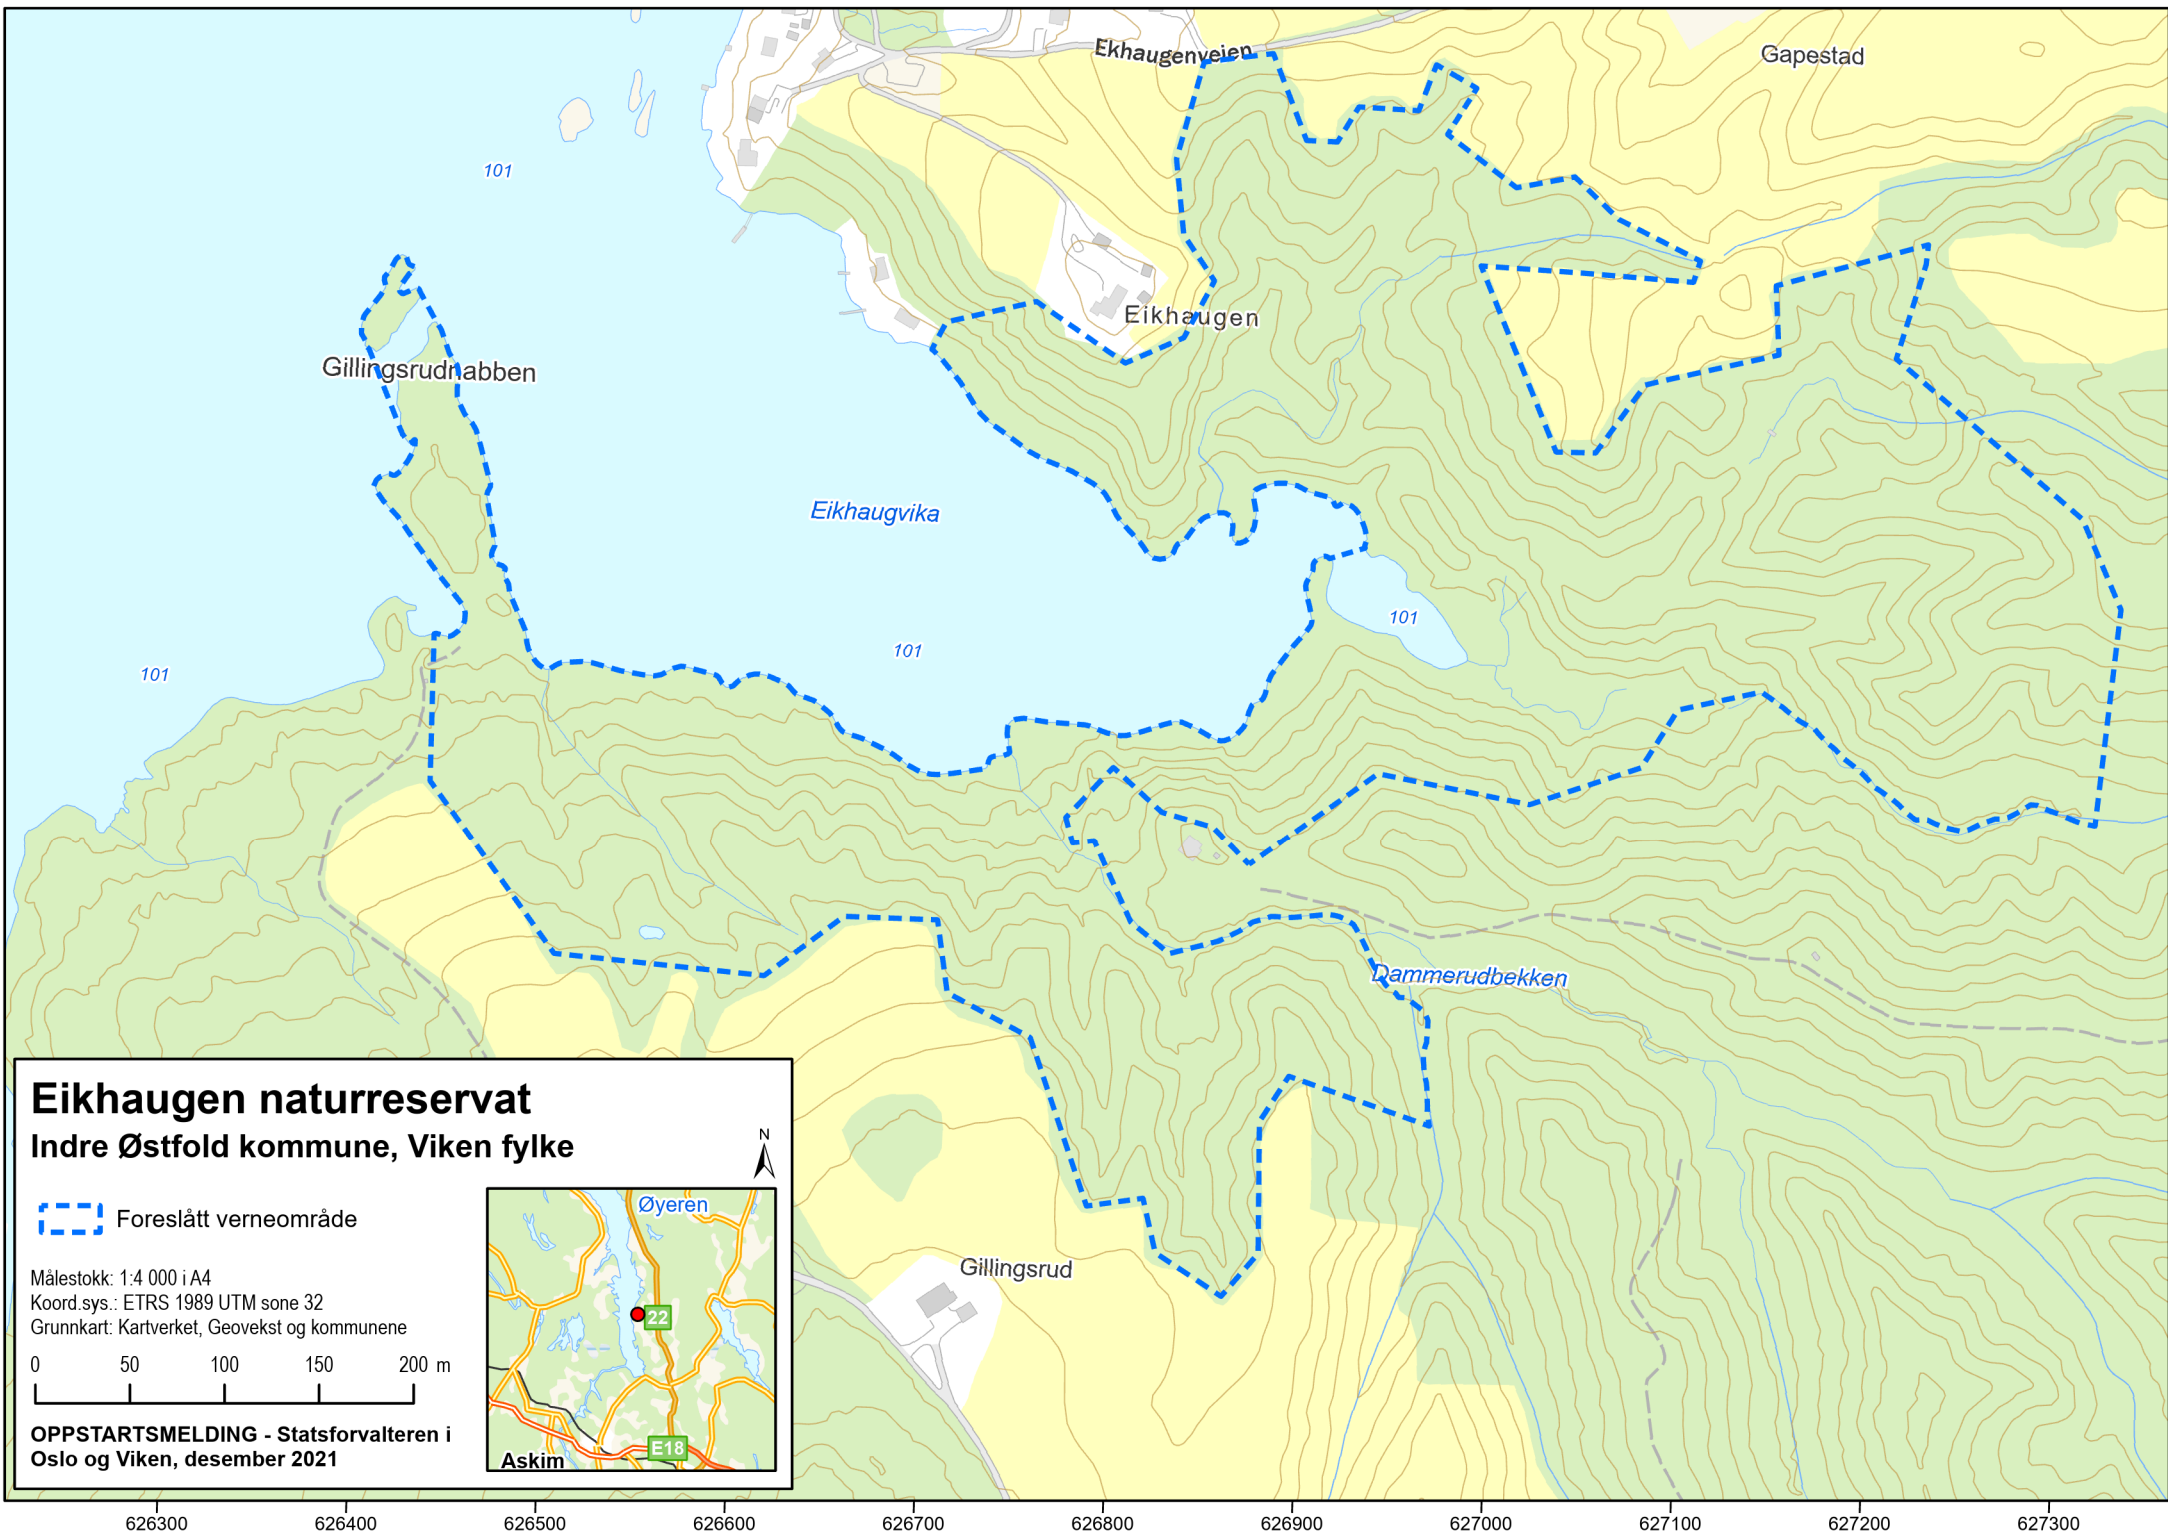 Ekhaugenveien
Gapestad
101
Eikhaugen
Gillingsrudnabben
Eikhaugvika
101
101
101
Dammerudbekken
Gillingsrud
Eikhaugen naturreservat
Indre Østfold kommune, Viken fylke
N
Foreslått verneområde
Målestokk: 1:4 000 i A4
Koord.sys.: ETRS 1989 UTM sone 32
Grunnkart: Kartverket, Geovekst og kommunene
0 50 100 150 200 m
OPPSTARTSMELDING - Statsforvalteren i
Oslo og Viken, desember 2021
Øyeren
22
E18
Askim
626300 626400 626500 626600 626700 626800 626900 627000 627100 627200 627300